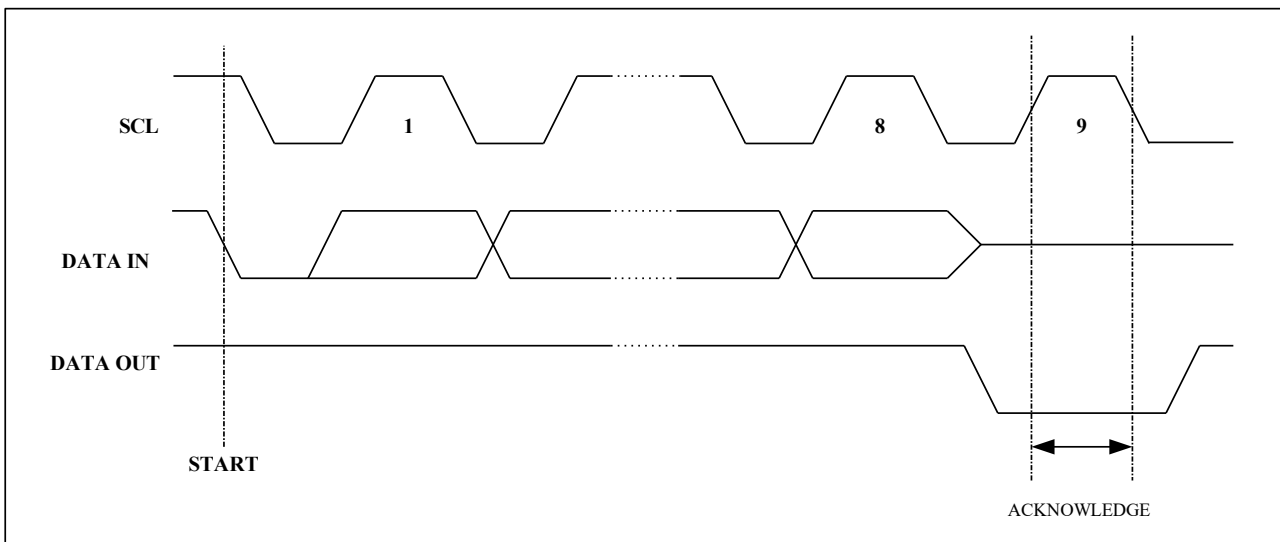 SCL
1
8
9
DATA IN
DATA OUT
START
ACKNOWLEDGE